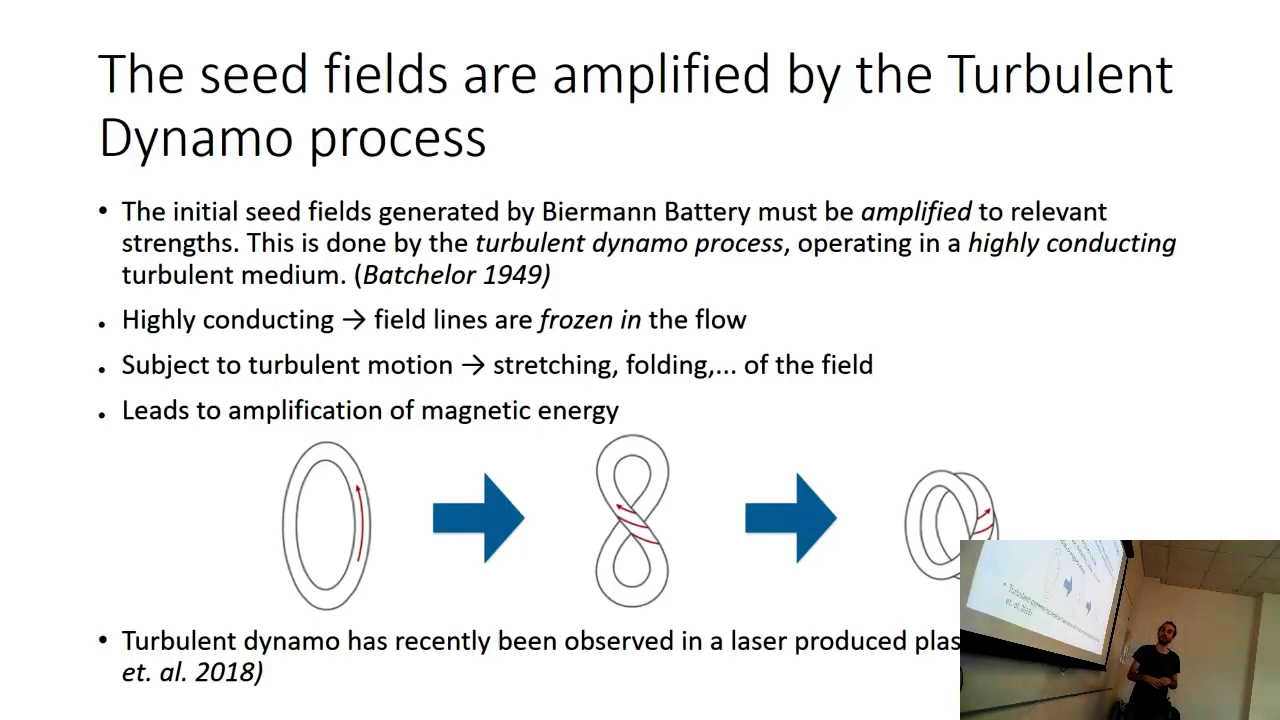 The seed fields are amplified by the Turbulent
Dynamo process
• The initial seed fields generated by Biermann Battery must be amplified to relevant
strengths. This is done by the turbulent dynamo process, operating in a highly conducting
turbulent medium. (Batchelor 1949)
• Highly conducting → field lines are frozen in the flow
• Subject to turbulent motion → stretching, folding,... of the field
• Leads to amplification of magnetic energy
• Turbulent dynamo has recently been observed in a laser produced plas
et. al. 2018)